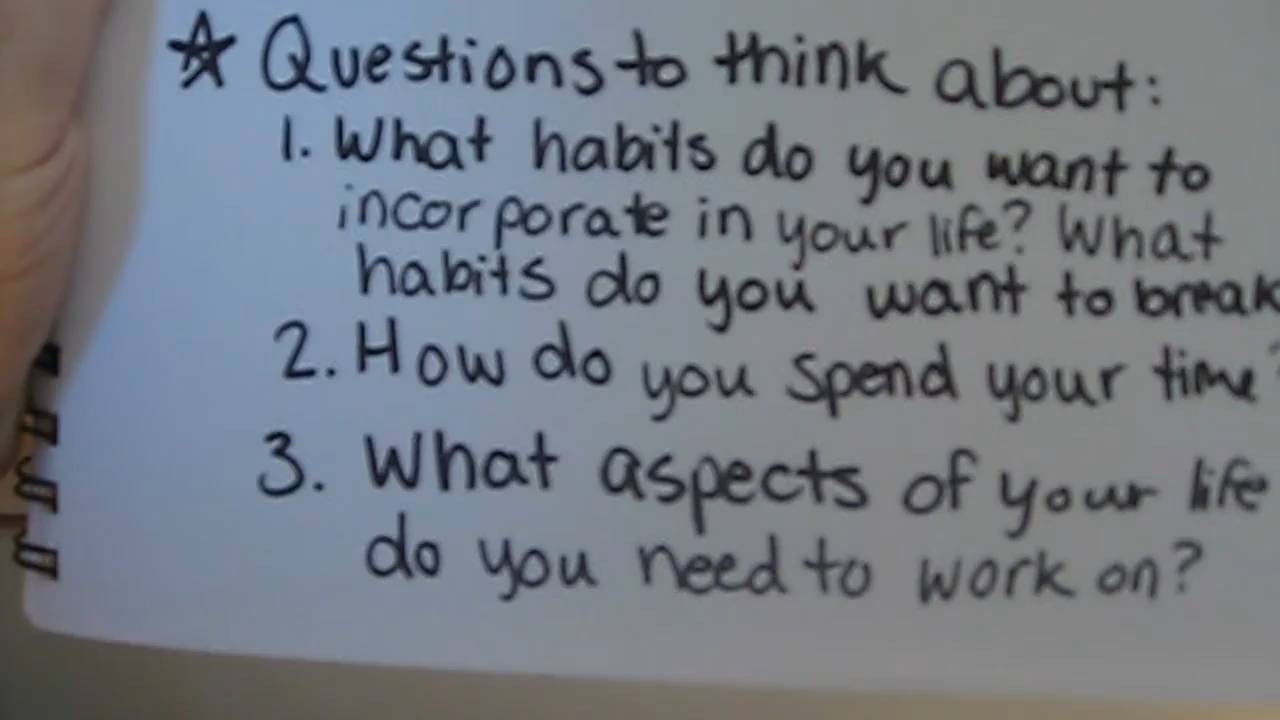 ☆ Questions to think about:
1. What habits do you want to
incorporate in your life? What
habits do you want to break
2. How do you spend your time?
3. What aspects of your life
do you need to work on?